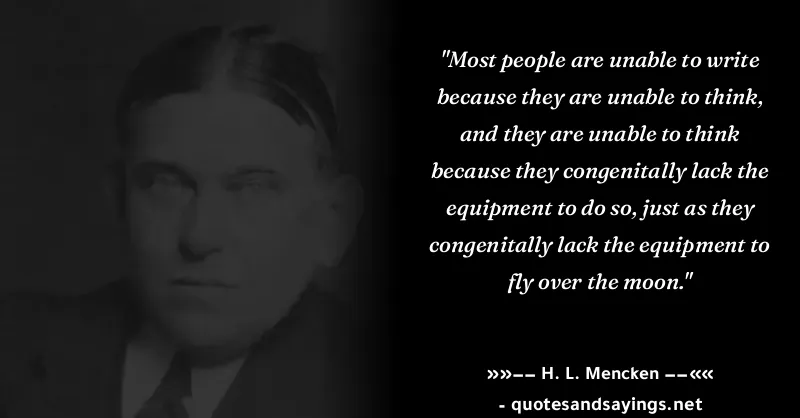 "Most people are unable to write
because they are unable to think,
and they are unable to think
because they congenitally lack the
equipment to do so, just as they
congenitally lack the equipment to
fly over the moon."
»»−− H. L. Mencken −−««
- quotesandsayings.net